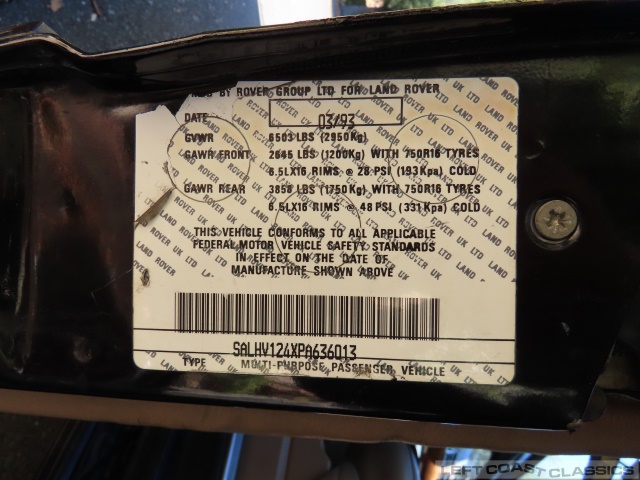 BY ROVER GROUP LTD FOR LAND ROVER
DATE 03/93
GVWR 6503 LBS (2950Kg)
GAWR FRONT 2645 LBS (1200Kg) WITH 750R16 TYRES
6.5LX16 RIMS @ 28 PSI (193Kpa) COLD
GAWR REAR 3858 LBS (1750Kg) WITH 750R16 TYRES
6.5LX16 RIMS @ 48 PSI (331Kpa) COLD
THIS VEHICLE CONFORMS TO ALL APPLICABLE
FEDERAL MOTOR VEHICLE SAFETY STANDARDS
IN EFFECT ON THE DATE OF
MANUFACTURE SHOWN ABOVE
SALHV124XPA636013
TYPE MULTI-PURPOSE PASSENGER VEHICLE
LEFT COAST CLASSICS